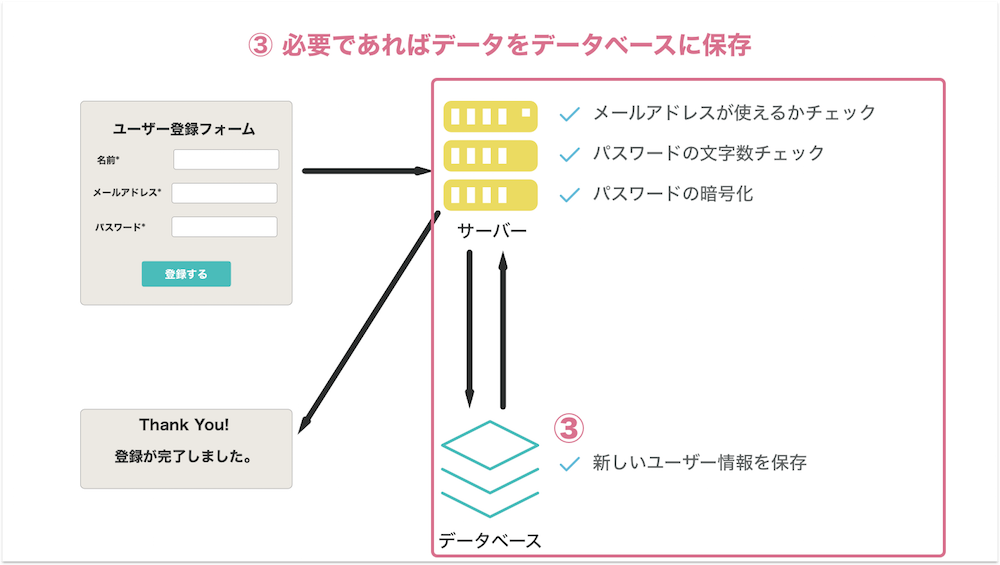 ③ 必要であればデータをデータベースに保存
ユーザー登録フォーム
名前*
メールアドレス*
パスワード*
登録する
メールアドレスが使えるかチェック
パスワードの文字数チェック
パスワードの暗号化
サーバー
Thank You!
登録が完了しました。
③
新しいユーザー情報を保存
データベース